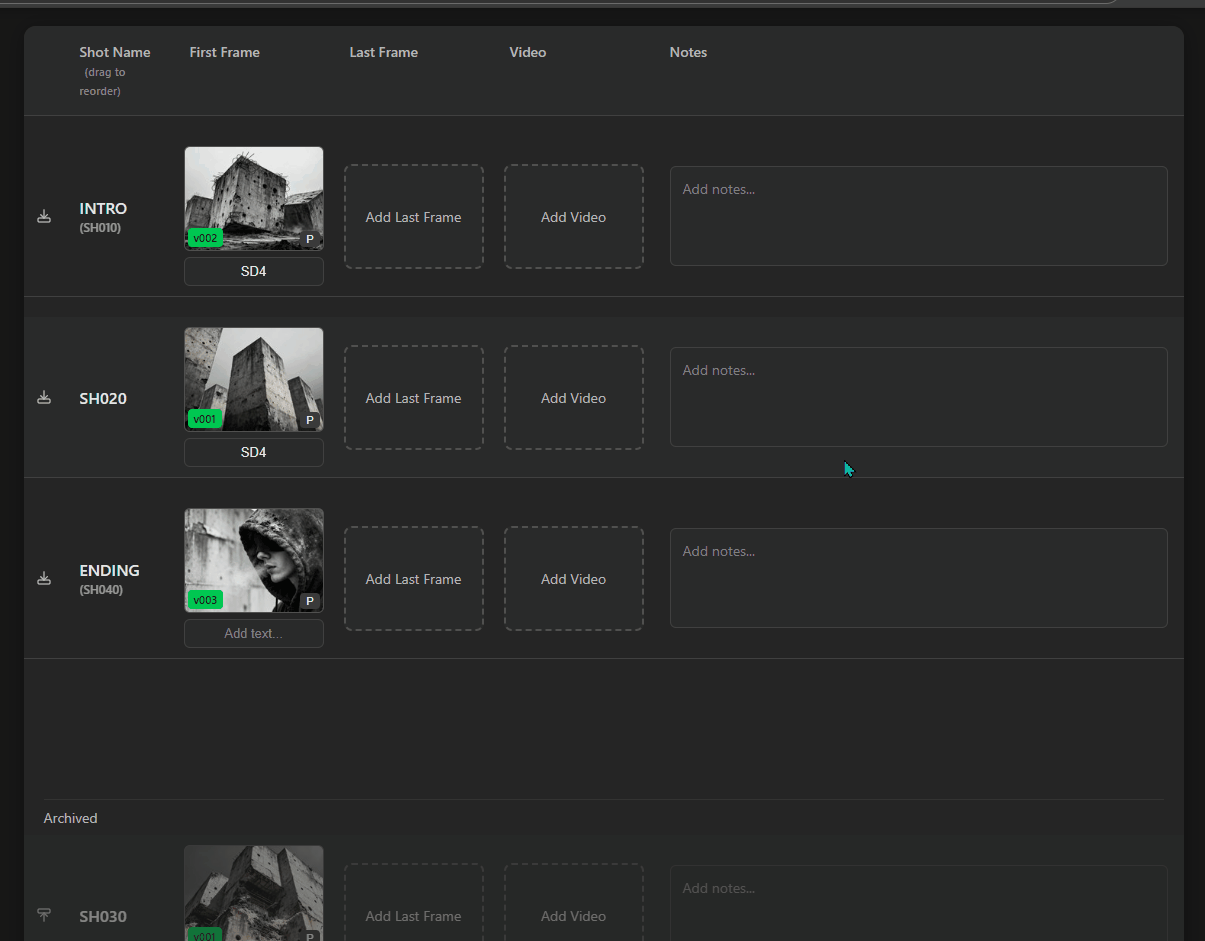 Shot Name
(drag to
reorder)
First Frame
Last Frame
Video
Notes
INTRO
(SH010)
v002
P
SD4
Add Last Frame
Add Video
Add notes...
SH020
v001
P
SD4
Add Last Frame
Add Video
Add notes...
ENDING
(SH040)
v003
P
Add text...
Add Last Frame
Add Video
Add notes...
Archived
SH030
v001
P
Add Last Frame
Add Video
Add notes...